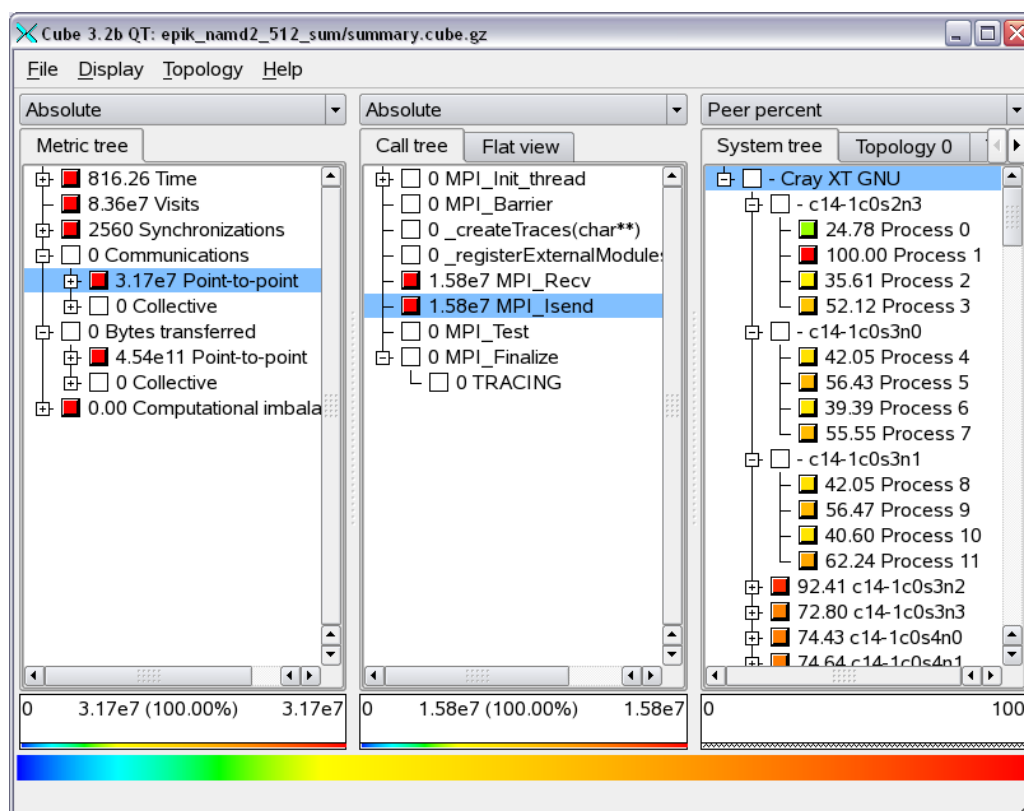 Cube 3.2b QT: epik_namd2_512_sum/summary.cube.gz
File Display Topology Help
Absolute
Metric tree
816.26 Time
8.36e7 Visits
2560 Synchronizations
0 Communications
3.17e7 Point-to-point
0 Collective
0 Bytes transferred
4.54e11 Point-to-point
0 Collective
0.00 Computational imbala
0 3.17e7 (100.00%) 3.17e7
Absolute
Call tree Flat view
0 MPI_Init_thread
0 MPI_Barrier
0 _createTraces(char**)
0 _registerExternalModules
1.58e7 MPI_Recv
1.58e7 MPI_Isend
0 MPI_Test
0 MPI_Finalize
0 TRACING
0 1.58e7 (100.00%) 1.58e7
Peer percent
System tree Topology 0
- Cray XT GNU
- c14-1c0s2n3
24.78 Process 0
100.00 Process 1
35.61 Process 2
52.12 Process 3
- c14-1c0s3n0
42.05 Process 4
56.43 Process 5
39.39 Process 6
55.55 Process 7
- c14-1c0s3n1
42.05 Process 8
56.47 Process 9
40.60 Process 10
62.24 Process 11
92.41 c14-1c0s3n2
72.80 c14-1c0s3n3
74.43 c14-1c0s4n0
74.64 c14-1c0s4n1
0 100